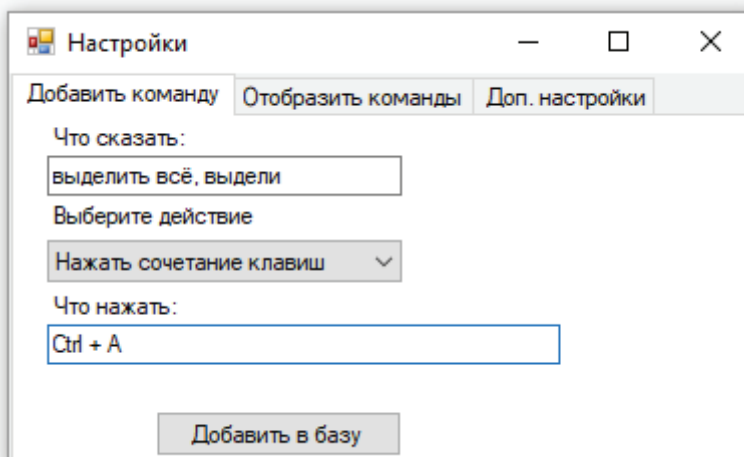 Настройки
Добавить команду Отобразить команды Доп. настройки
Что сказать:
выделить всё, выдели
Выберите действие
Нажать сочетание клавиш
Что нажать:
Ctrl + A
Добавить в базу